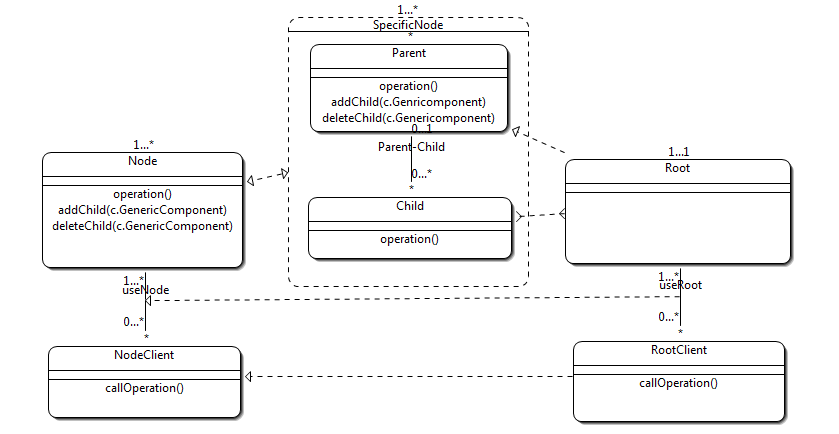 1...*
SpecificNode
*
Parent
operation()
addChild(c.Genricomponent)
deleteChild(c.Genericomponent)
0...1
Parent-Child
0...*
*
Child
operation()
1...*
Node
operation()
addChild(c.GenericComponent)
deleteChild(c.GenericComponent)
1...1
Root
1...*
useNode
0...*
*
NodeClient
callOperation()
1...*
useRoot
0...*
*
RootClient
callOperation()